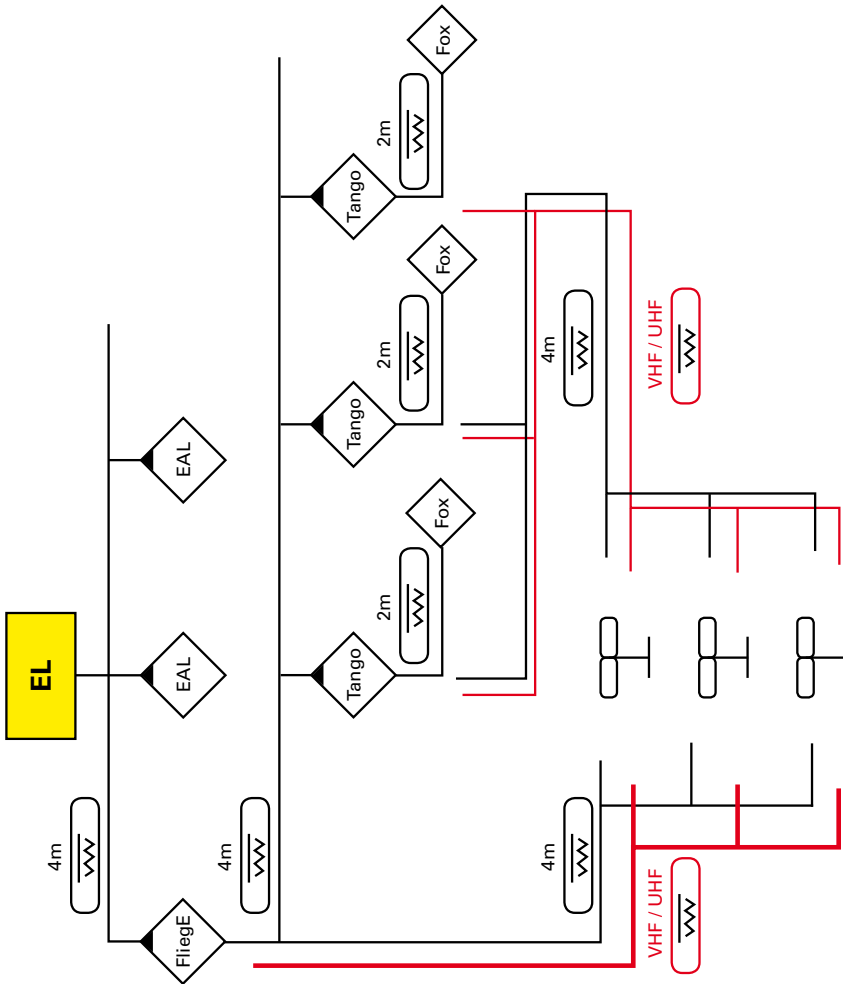 EL
4m
EAL
EAL
FliegE
4m
Tango
2m
Fox
Tango
2m
Fox
Tango
2m
Fox
4m
VHF / UHF
4m
VHF / UHF